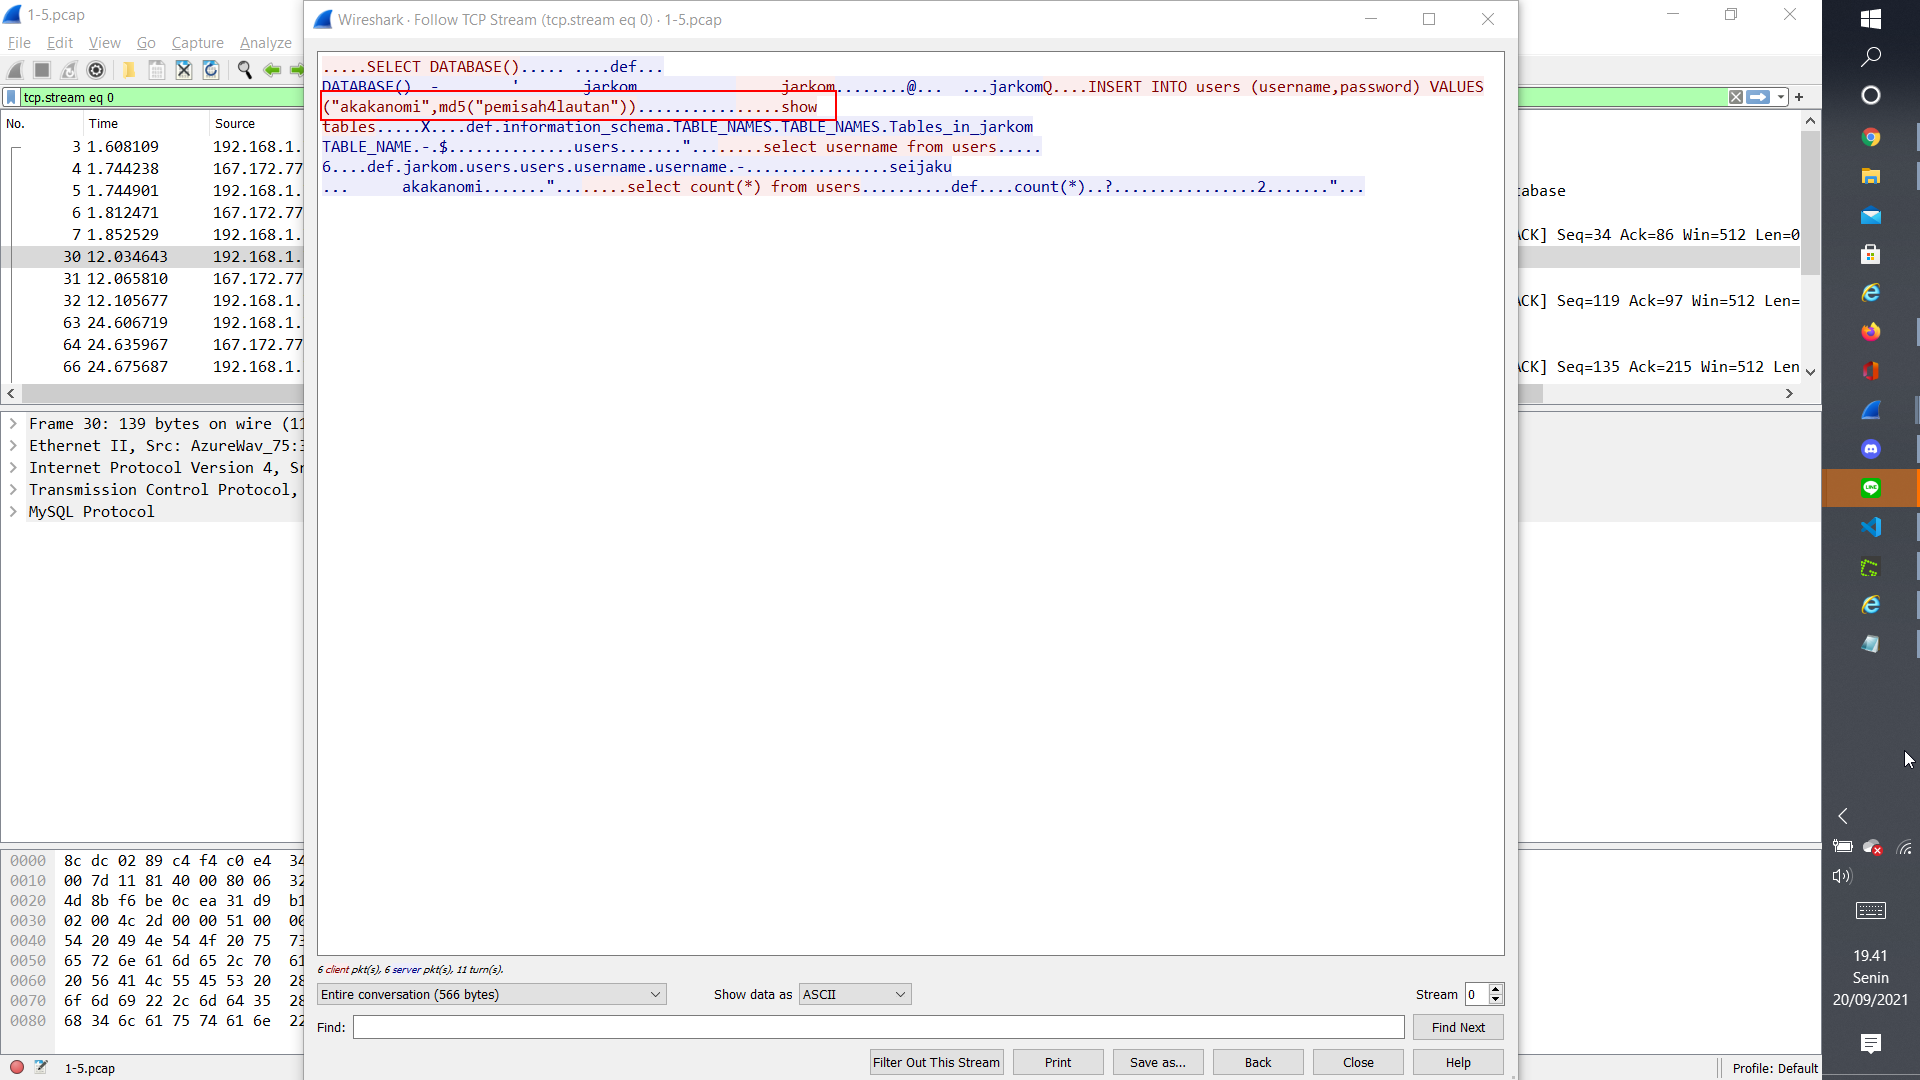 1-5.pcap
Wireshark · Follow TCP Stream (tcp.stream eq 0) · 1-5.pcap
File Edit View Go Capture Analyze
tcp.stream eq 0
No. Time Source
3 1.608109 192.168.1.
4 1.744238 167.172.77
5 1.744901 192.168.1.
6 1.812471 167.172.77
7 1.852529 192.168.1.
30 12.034643 192.168.1.
31 12.065810 167.172.77
32 12.105677 192.168.1.
63 24.606719 192.168.1.
64 24.635967 167.172.77
66 24.675687 192.168.1.
.....SELECT DATABASE()..... ....def...
DATABASE() - ' jarkom jarkom........@... ...jarkomQ....INSERT INTO users (username,password) VALUES
("akakanomi",md5("pemisah4lautan"))................show
tables.....X....def.information_schema.TABLE_NAMES.TABLE_NAMES.Tables_in_jarkom
TABLE_NAME.-.$..............users......."........select username from users.....
6....def.jarkom.users.users.username.username.-................seijaku
... akakanomi......."........select count(*) from users..........def....count(*)..?................2......."...
tabase
ACK] Seq=34 Ack=86 Win=512 Len=0
ACK] Seq=119 Ack=97 Win=512 Len=
ACK] Seq=135 Ack=215 Win=512 Len
Frame 30: 139 bytes on wire (11
Ethernet II, Src: AzureWav_75:3
Internet Protocol Version 4, Sr
Transmission Control Protocol,
MySQL Protocol
0000 8c dc 02 89 c4 f4 c0 e4 34
0010 00 7d 11 81 40 00 80 06 32
0020 4d 8b f6 be 0c ea 31 d9 b1
0030 02 00 4c 2d 00 00 51 00 00
0040 54 20 49 4e 54 4f 20 75 73
0050 65 72 6e 61 6d 65 2c 70 61
0060 20 56 41 4c 55 45 53 20 28
0070 6f 6d 69 22 2c 6d 64 35 28
0080 68 34 6c 61 75 74 61 6e 22
6 client pkt(s), 6 server pkt(s), 11 turn(s).
Entire conversation (566 bytes) Show data as ASCII Stream 0
Find: Find Next
Filter Out This Stream Print Save as... Back Close Help
1-5.pcap
Profile: Default
LINE
19.41
Senin
20/09/2021